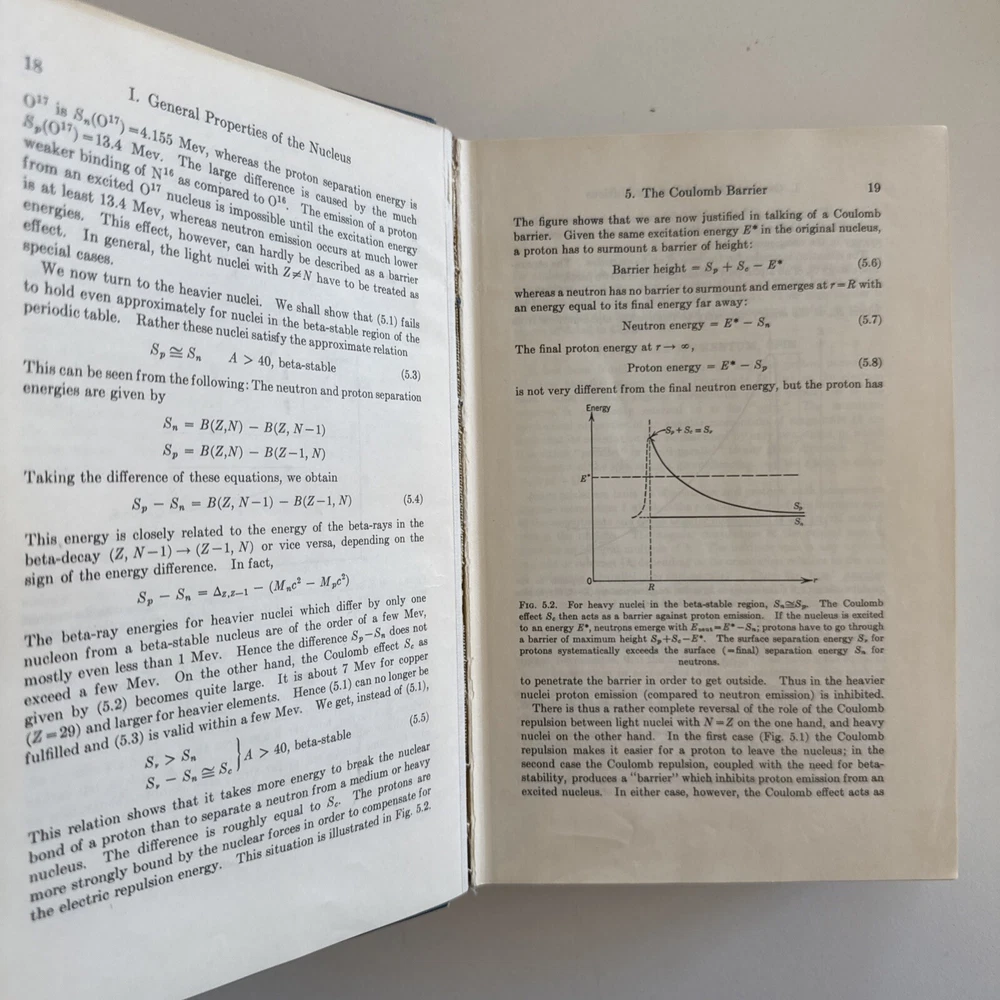 18
I. General Properties of the Nucleus
O¹⁷ is Sₙ(O¹⁷)=4.155 Mev, whereas the proton separation energy is
Sₚ(O¹⁷)=13.4 Mev. The large difference is caused by the much
weaker binding of N¹⁶ as compared to O¹⁶. The emission of a proton
from an excited O¹⁷ nucleus is impossible until the excitation energy
is at least 13.4 Mev, whereas neutron emission occurs at much lower
energies. This effect, however, can hardly be described as a barrier
effect. In general, the light nuclei with Z≠N have to be treated as
special cases.
We now turn to the heavier nuclei. We shall show that (5.1) fails
to hold even approximately for nuclei in the beta-stable region of the
periodic table. Rather these nuclei satisfy the approximate relation
Sₚ ≅ Sₙ A > 40, beta-stable (5.3)
This can be seen from the following: The neutron and proton separation
energies are given by
Sₙ = B(Z,N) − B(Z, N−1)
Sₚ = B(Z,N) − B(Z−1, N)
Taking the difference of these equations, we obtain
Sₚ − Sₙ = B(Z, N−1) − B(Z−1, N) (5.4)
This energy is closely related to the energy of the beta-rays in the
beta-decay (Z, N−1) → (Z−1, N) or vice versa, depending on the
sign of the energy difference. In fact,
Sₚ − Sₙ = Δ_{Z,Z−1} − (Mₙc² − Mₚc²)
The beta-ray energies for heavier nuclei which differ by only one
nucleon from a beta-stable nucleus are of the order of a few Mev,
mostly even less than 1 Mev. Hence the difference Sₚ−Sₙ does not
exceed a few Mev. On the other hand, the Coulomb effect S_c as
given by (5.2) becomes quite large. It is about 7 Mev for copper
(Z=29) and larger for heavier elements. Hence (5.1) can no longer be
fulfilled and (5.3) is valid within a few Mev. We get, instead of (5.1),
Sᵣ > Sₙ
Sᵣ − Sₙ ≅ S_c } A > 40, beta-stable (5.5)
This relation shows that it takes more energy to break the nuclear
bond of a proton than to separate a neutron from a medium or heavy
nucleus. The difference is roughly equal to S_c. The protons are
more strongly bound by the nuclear forces in order to compensate for
the electric repulsion energy. This situation is illustrated in Fig. 5.2.
5. The Coulomb Barrier 19
The figure shows that we are now justified in talking of a Coulomb
barrier. Given the same excitation energy E* in the original nucleus,
a proton has to surmount a barrier of height:
Barrier height = Sₚ + S_c − E* (5.6)
whereas a neutron has no barrier to surmount and emerges at r=R with
an energy equal to its final energy far away:
Neutron energy = E* − Sₙ (5.7)
The final proton energy at r → ∞,
Proton energy = E* − Sₚ (5.8)
is not very different from the final neutron energy, but the proton has
Energy
Sₚ+S_c=Sᵣ
E*
Sₚ
Sₙ
0
R
r
FIG. 5.2. For heavy nuclei in the beta-stable region, Sₙ≅Sₚ. The Coulomb
effect S_c then acts as a barrier against proton emission. If the nucleus is excited
to an energy E*, neutrons emerge with E_neut=E*−Sₙ; protons have to go through
a barrier of maximum height Sₚ+S_c−E*. The surface separation energy Sᵣ for
protons systematically exceeds the surface (=final) separation energy Sₙ for
neutrons.
to penetrate the barrier in order to get outside. Thus in the heavier
nuclei proton emission (compared to neutron emission) is inhibited.
There is thus a rather complete reversal of the role of the Coulomb
repulsion between light nuclei with N=Z on the one hand, and heavy
nuclei on the other hand. In the first case (Fig. 5.1) the Coulomb
repulsion makes it easier for a proton to leave the nucleus; in the
second case the Coulomb repulsion, coupled with the need for beta-
stability, produces a "barrier" which inhibits proton emission from an
excited nucleus. In either case, however, the Coulomb effect acts as